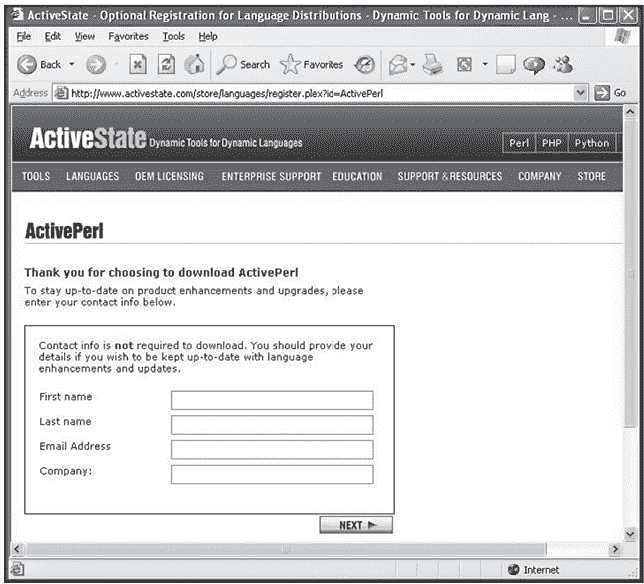 ActiveState - Optional Registration for Language Distributions - Dynamic Tools for Dynamic Lang - ...
File Edit View Favorites Tools Help
Back Search Favorites
Address http://www.activestate.com/store/languages/register.plex?id=ActivePerl Go
ActiveState Dynamic Tools for Dynamic Languages
Perl PHP Python
TOOLS LANGUAGES OEM LICENSING ENTERPRISE SUPPORT EDUCATION SUPPORT & RESOURCES COMPANY STORE
ActivePerl
Thank you for choosing to download ActivePerl
To stay up-to-date on product enhancements and upgrades, please
enter your contact info below.
Contact info is not required to download. You should provide your
details if you wish to be kept up-to-date with language
enhancements and updates.
First name
Last name
Email Address
Company:
NEXT
Internet